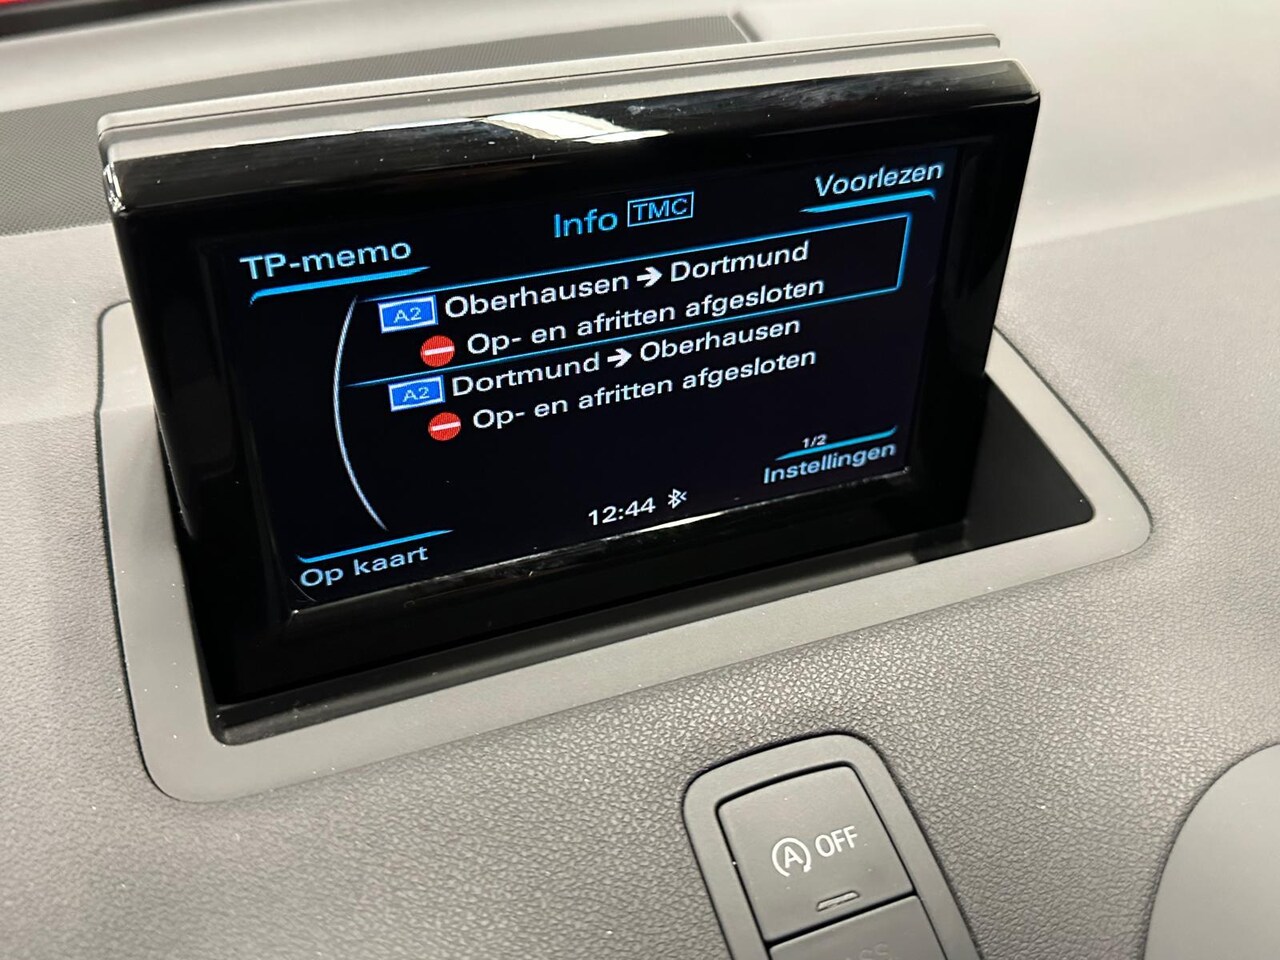 Voorlezen
Info TMC
TP-memo
A2 Oberhausen → Dortmund
Op- en afritten afgesloten
A2 Dortmund → Oberhausen
Op- en afritten afgesloten
1/2
Instellingen
12:44
Op kaart
A OFF